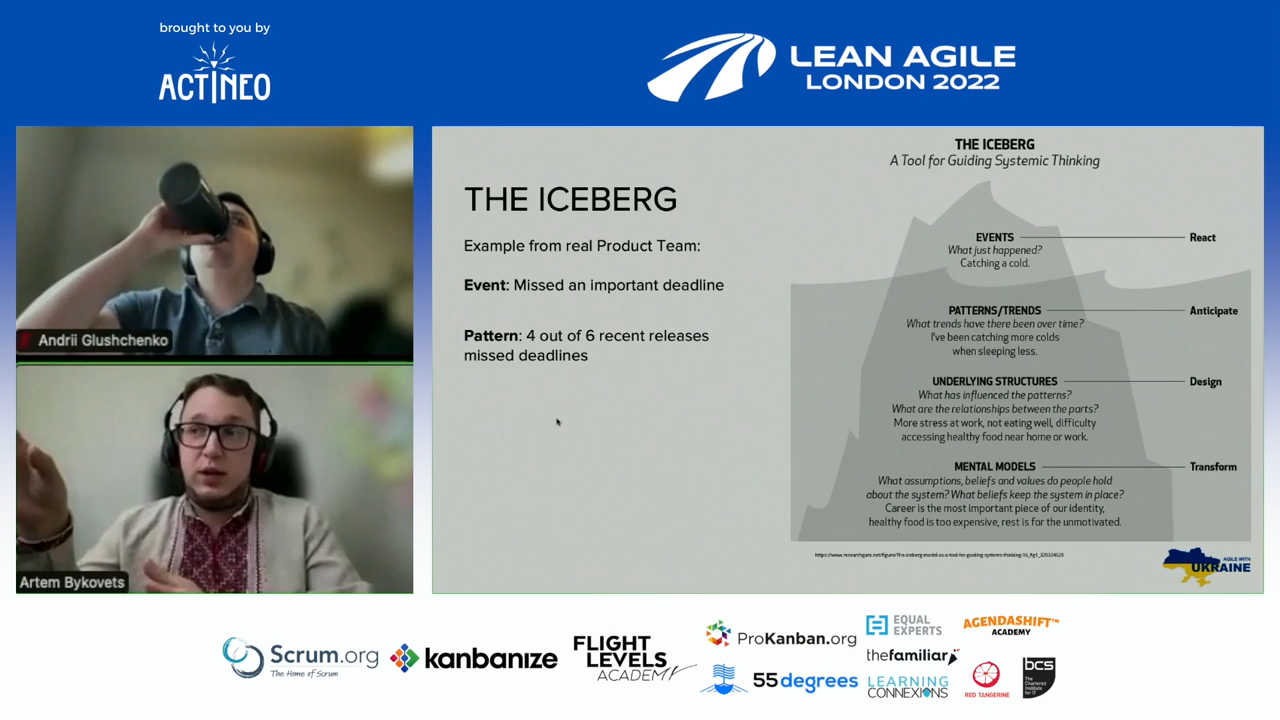 brought to you by
ACTINEO
LEAN AGILE
LONDON 2022
Andrii Glushchenko
Artem Bykovets
THE ICEBERG
Example from real Product Team:
Event: Missed an important deadline
Pattern: 4 out of 6 recent releases
missed deadlines
THE ICEBERG
A Tool for Guiding Systemic Thinking
EVENTS
React
What just happened?
Catching a cold.
PATTERNS/TRENDS
Anticipate
What trends have there been over time?
I've been catching more colds
when sleeping less.
UNDERLYING STRUCTURES
Design
What has influenced the patterns?
What are the relationships between the parts?
More stress at work, not eating well, difficulty
accessing healthy food near home or work.
MENTAL MODELS
Transform
What assumptions, beliefs and values do people hold
about the system? What beliefs keep the system in place?
Career is the most important piece of our identity,
healthy food is too expensive, rest is for the unmotivated.
AGILE WITH
UKRAINE
Scrum.org
The Home of Scrum
kanbanize
FLIGHT
LEVELS
ACADEMY
ProKanban.org
55degrees
EQUAL
EXPERTS
thefamiliar
LEARNING
CONNEXIONS
AGENDASHIFT™
ACADEMY
RED TANGERINE
bcs
The
Chartered
Institute
for IT